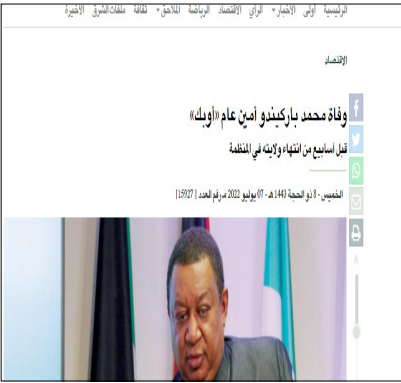 الرئيسية أولى الأخبار الرأي الاقتصاد الرياضة الملاحق ثقافة ملفات الشرق الأخيرة
الاقتصاد
وفاة محمد باركيندو أمين عام «أوبك»
قبل أسابيع من انتهاء ولايته في المنظمة
الخميس - 8 ذو الحجة 1443 هـ - 07 يوليو 2022 مـ رقم العدد [15927]
A